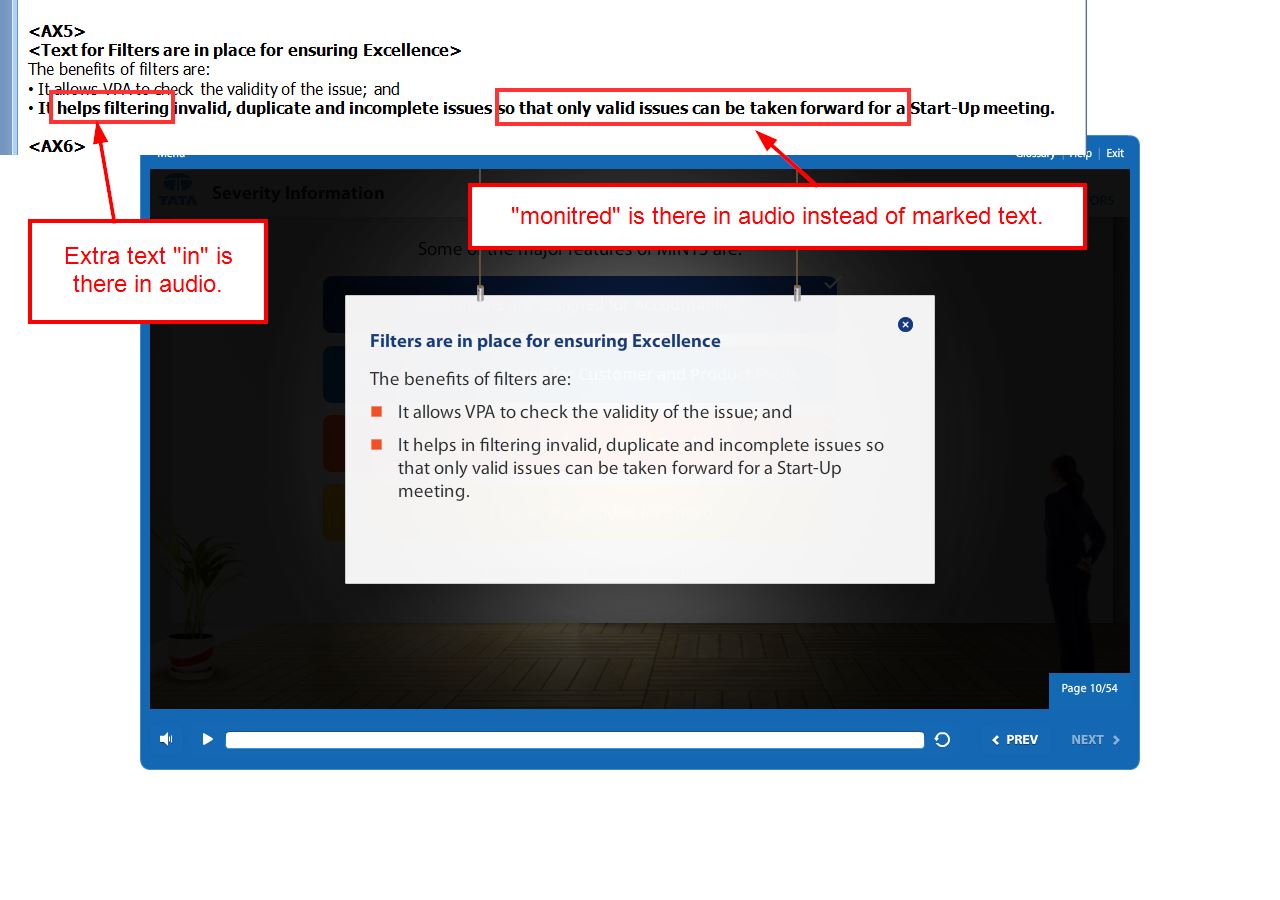 <AX5>
<Text for Filters are in place for ensuring Excellence>
The benefits of filters are:
• It allows VPA to check the validity of the issue; and
• It helps filtering invalid, duplicate and incomplete issues so that only valid issues can be taken forward for a Start-Up meeting.
<AX6>
Menu
Glossary | Help | Exit
TATA
Severity Information
"monitred" is there in audio instead of marked text.
Extra text "in" is
there in audio.
Some of the major features of MINTS are:
for Customer and Product
Filters are in place for ensuring Excellence
The benefits of filters are:
It allows VPA to check the validity of the issue; and
It helps in filtering invalid, duplicate and incomplete issues so
that only valid issues can be taken forward for a Start-Up
meeting.
Page 10/54
PREV
NEXT